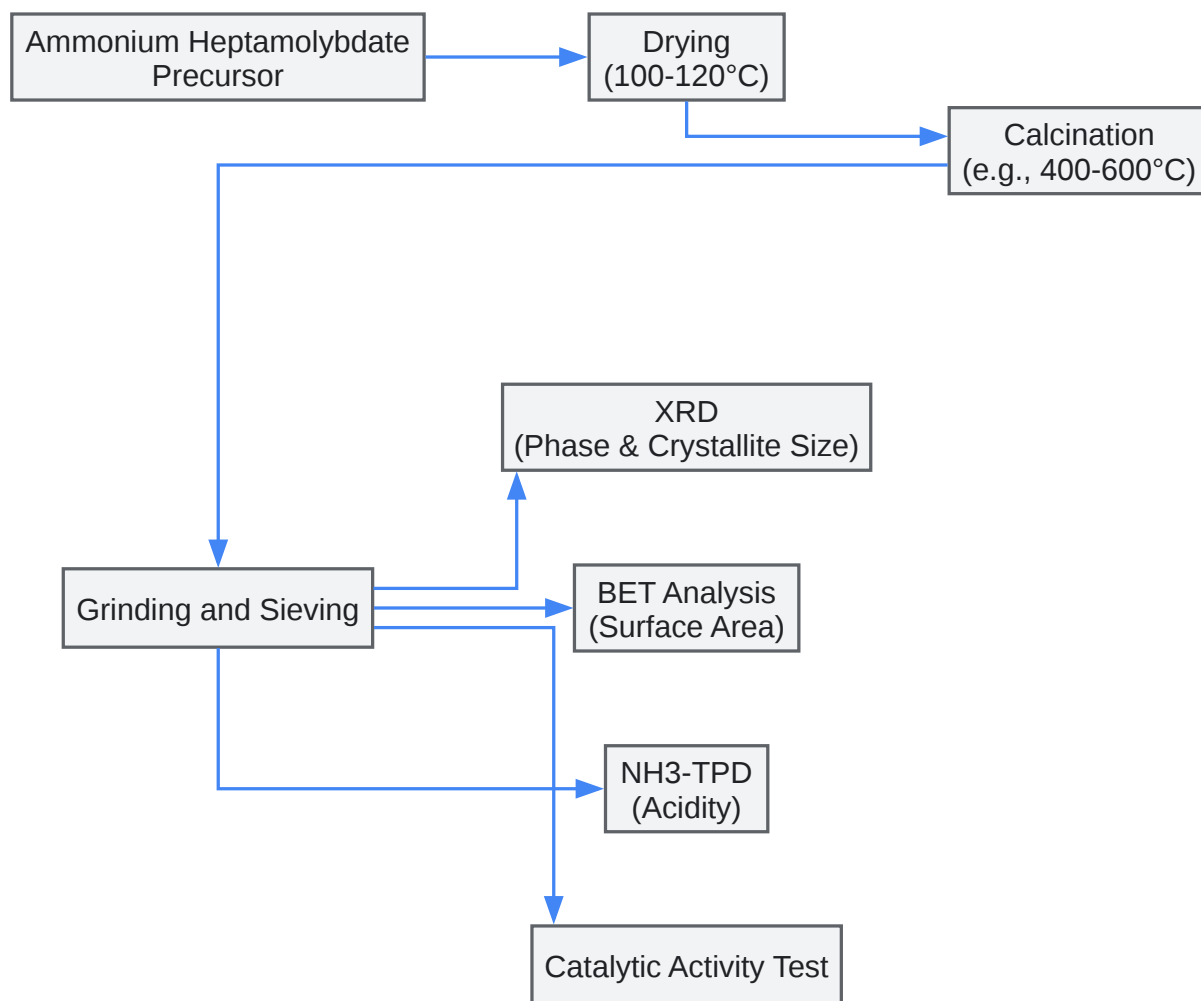 Ammonium Heptamolybdate
Precursor
Drying
(100-120°C)
Calcination
(e.g., 400-600°C)
XRD
(Phase & Crystallite Size)
Grinding and Sieving
BET Analysis
(Surface Area)
NH3-TPD
(Acidity)
Catalytic Activity Test